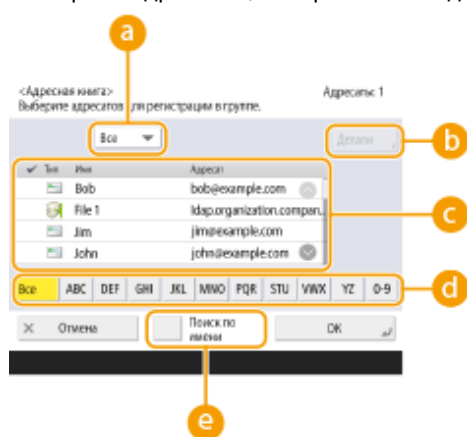 a
<Адресная книга>
Адресаты: 1
Выберите адресатов для регистрации в группе.
Все
Детали
b
Тип Имя Адресат
Bob bob@example.com
File 1 ldap.organization.compan..
c
Jim jim@example.com
John john@example.com
Все ABC DEF GHI JKL MNO PQR STU VWX YZ 0-9
d
Отмена
Поиск по
имени
OK
e